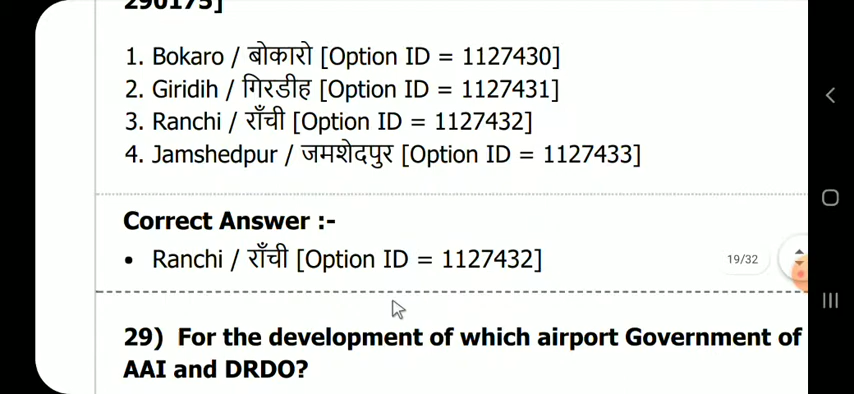 290175]
1. Bokaro / बोकारो [Option ID = 1127430]
2. Giridih / गिरडीह [Option ID = 1127431]
3. Ranchi / राँची [Option ID = 1127432]
4. Jamshedpur / जमशेदपुर [Option ID = 1127433]
Correct Answer :-
• Ranchi / राँची [Option ID = 1127432]
19/32
29) For the development of which airport Government of
AAI and DRDO?